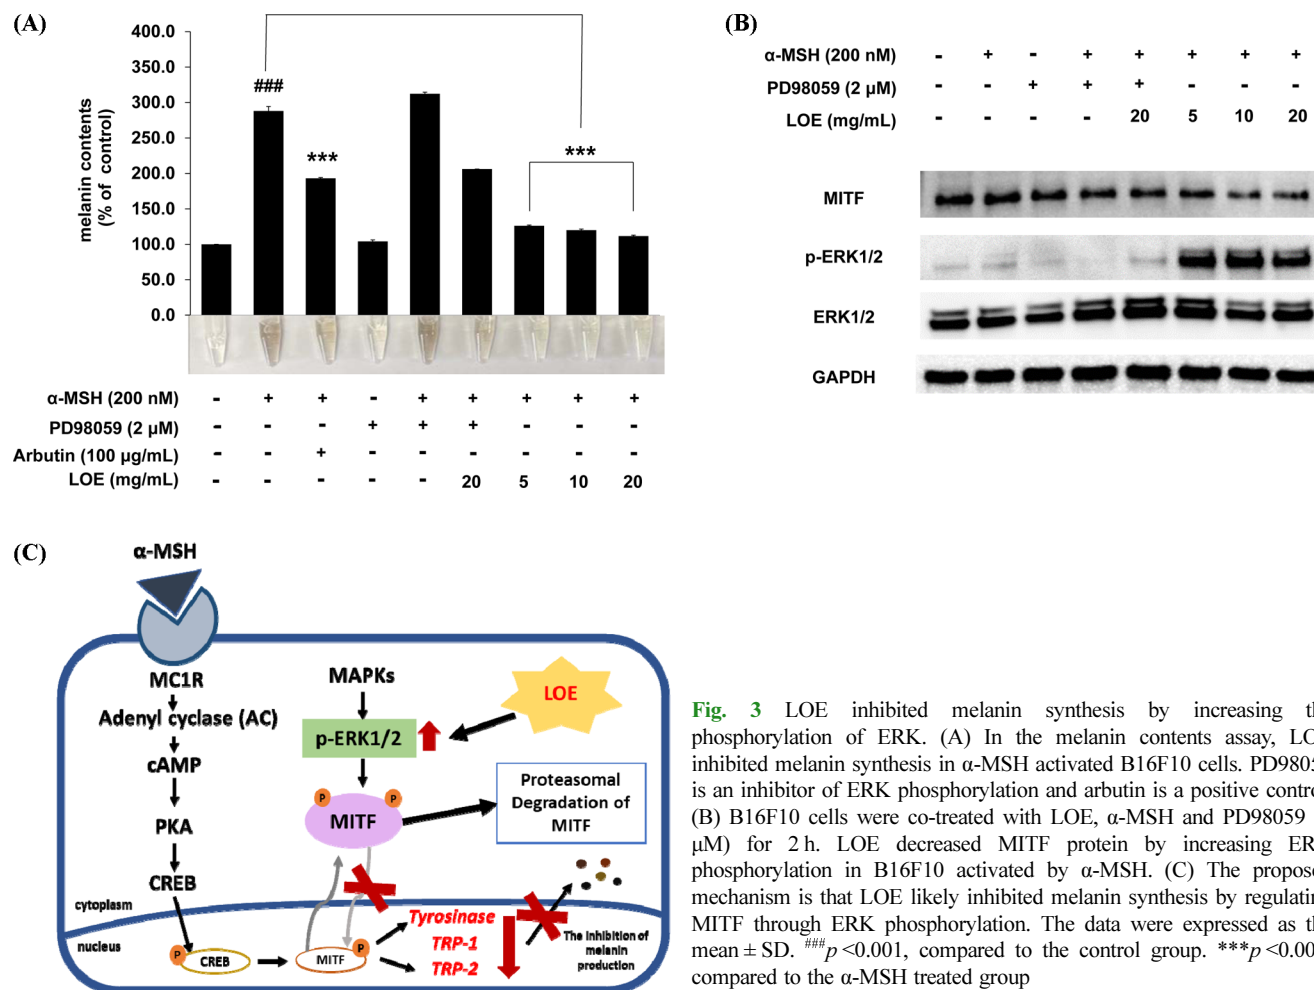 (A)
400.0
350.0
300.0
250.0
200.0
150.0
100.0
50.0
0.0
melanin contents
(% of control)
###
***
***
α-MSH (200 nM) - + + - + + + + +
PD98059 (2 μM) - - - + + + - - -
Arbutin (100 μg/mL) - - + - - - - - -
LOE (mg/mL) - - - - - 20 5 10 20
(B)
α-MSH (200 nM) - + - + + + + +
PD98059 (2 μM) - - + + + - - -
LOE (mg/mL) - - - - 20 5 10 20
MITF
p-ERK1/2
ERK1/2
GAPDH
(C)
α-MSH
MC1R
Adenyl cyclase (AC)
cAMP
PKA
CREB
cytoplasm
nucleus
P
CREB
MAPKs
p-ERK1/2
LOE
P P
MITF
Proteasomal
Degradation of
MITF
P
MITF
Tyrosinase
TRP-1
TRP-2
The inhibition of
melanin
production
Fig. 3 LOE inhibited melanin synthesis by increasing th
phosphorylation of ERK. (A) In the melanin contents assay, LO
inhibited melanin synthesis in α-MSH activated B16F10 cells. PD9805
is an inhibitor of ERK phosphorylation and arbutin is a positive contro
(B) B16F10 cells were co-treated with LOE, α-MSH and PD98059
μM) for 2 h. LOE decreased MITF protein by increasing ER
phosphorylation in B16F10 activated by α-MSH. (C) The propose
mechanism is that LOE likely inhibited melanin synthesis by regulatin
MITF through ERK phosphorylation. The data were expressed as th
mean ± SD. ###p <0.001, compared to the control group. ***p <0.00
compared to the α-MSH treated group